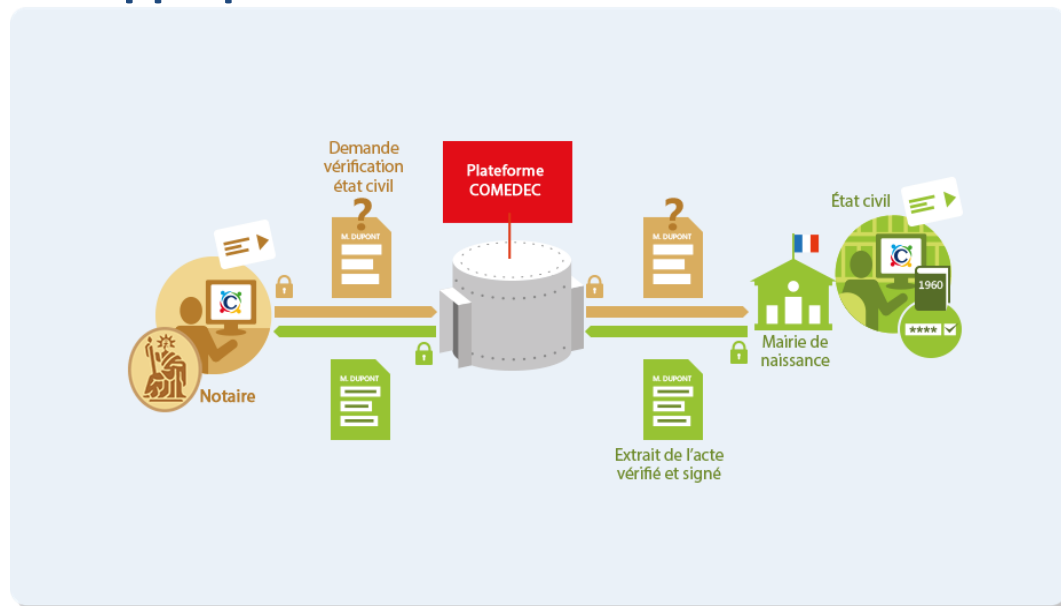 Demande
vérification
état civil
Plateforme
COMEDEC
État civil
?
M. DUPONT
?
M. DUPONT
C
C
1960
****
Mairie de
naissance
Notaire
M. DUPONT
M. DUPONT
Extrait de l'acte
vérifié et signé